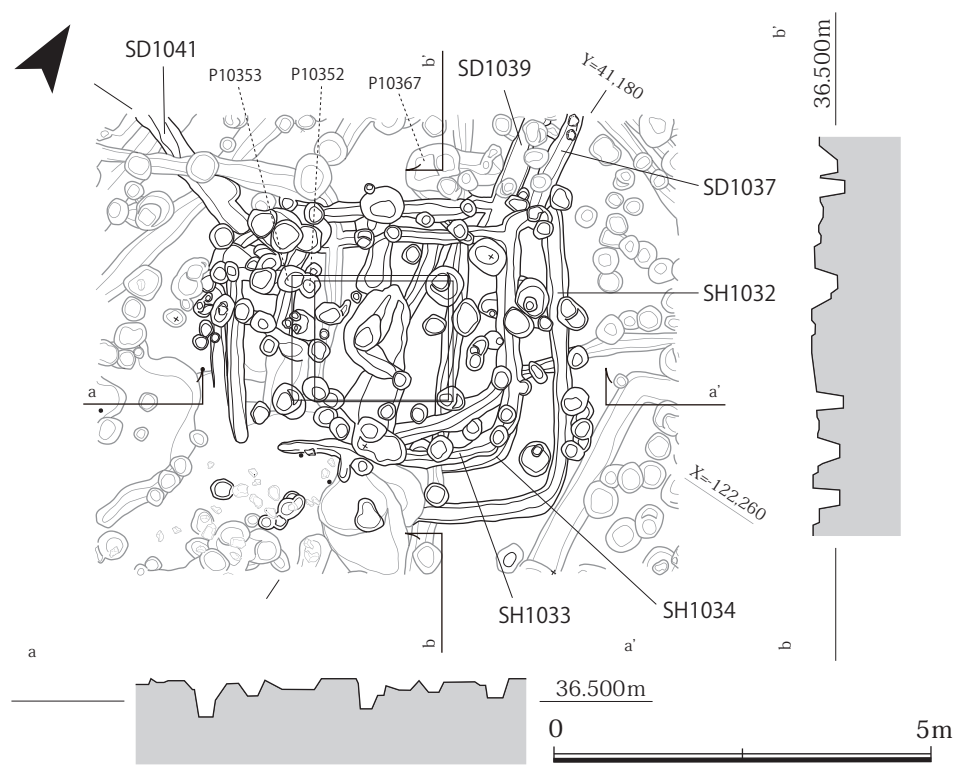 SD1041
P10353
P10352
P10367
b'
SD1039
Y=41,180
b'
36.500m
SD1037
SH1032
a
a'
X=-122,260
SH1033
SH1034
b
a
a'
b
36.500m
0
5m